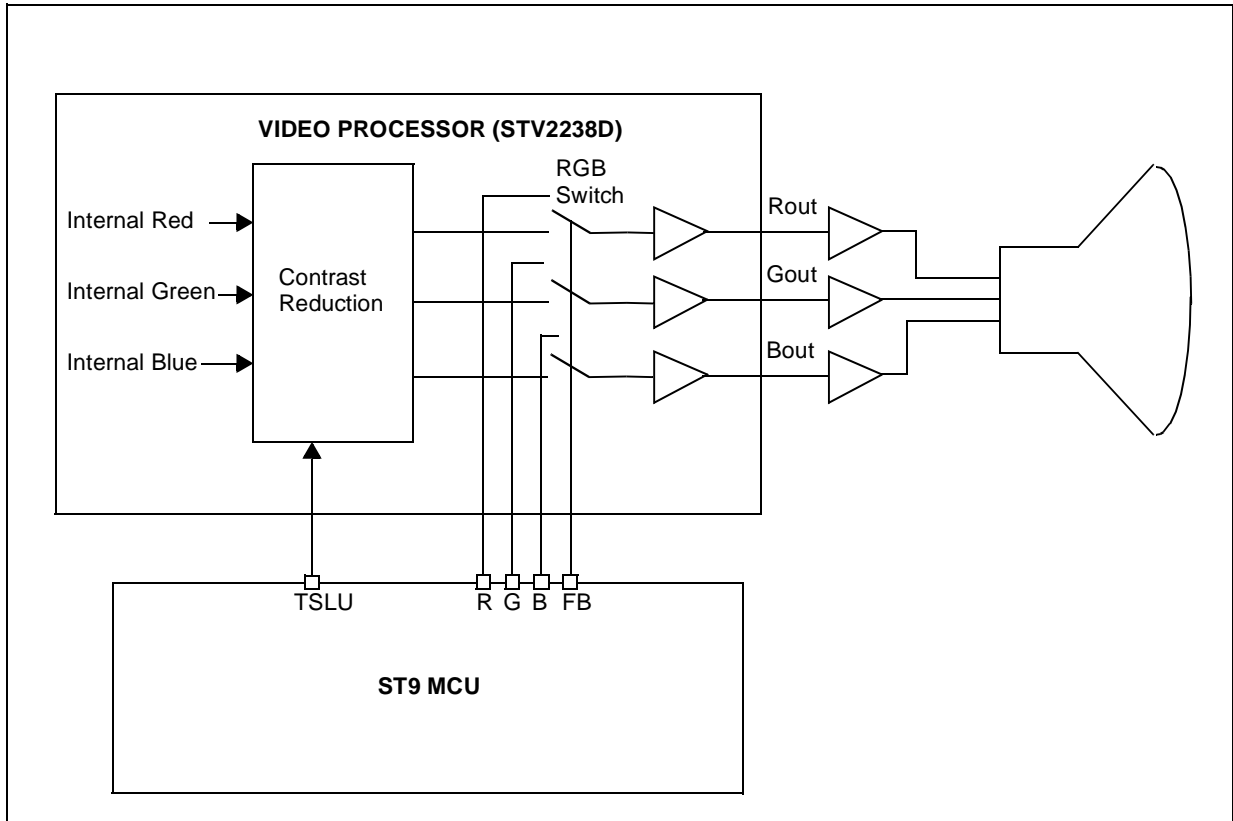 VIDEO PROCESSOR (STV2238D)
RGB
Switch
Internal Red
Internal Green
Internal Blue
Contrast
Reduction
Rout
Gout
Bout
TSLU
R G B FB
ST9 MCU